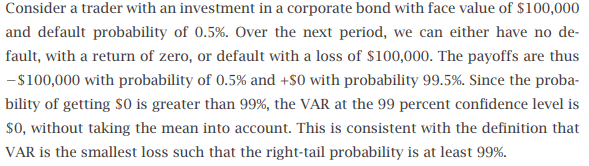 Consider a trader with an investment in a corporate bond with face value of $100,000
and default probability of 0.5%. Over the next period, we can either have no de-
fault, with a return of zero, or default with a loss of $100,000. The payoffs are thus
−$100,000 with probability of 0.5% and +$0 with probability 99.5%. Since the proba-
bility of getting $0 is greater than 99%, the VAR at the 99 percent confidence level is
$0, without taking the mean into account. This is consistent with the definition that
VAR is the smallest loss such that the right-tail probability is at least 99%.